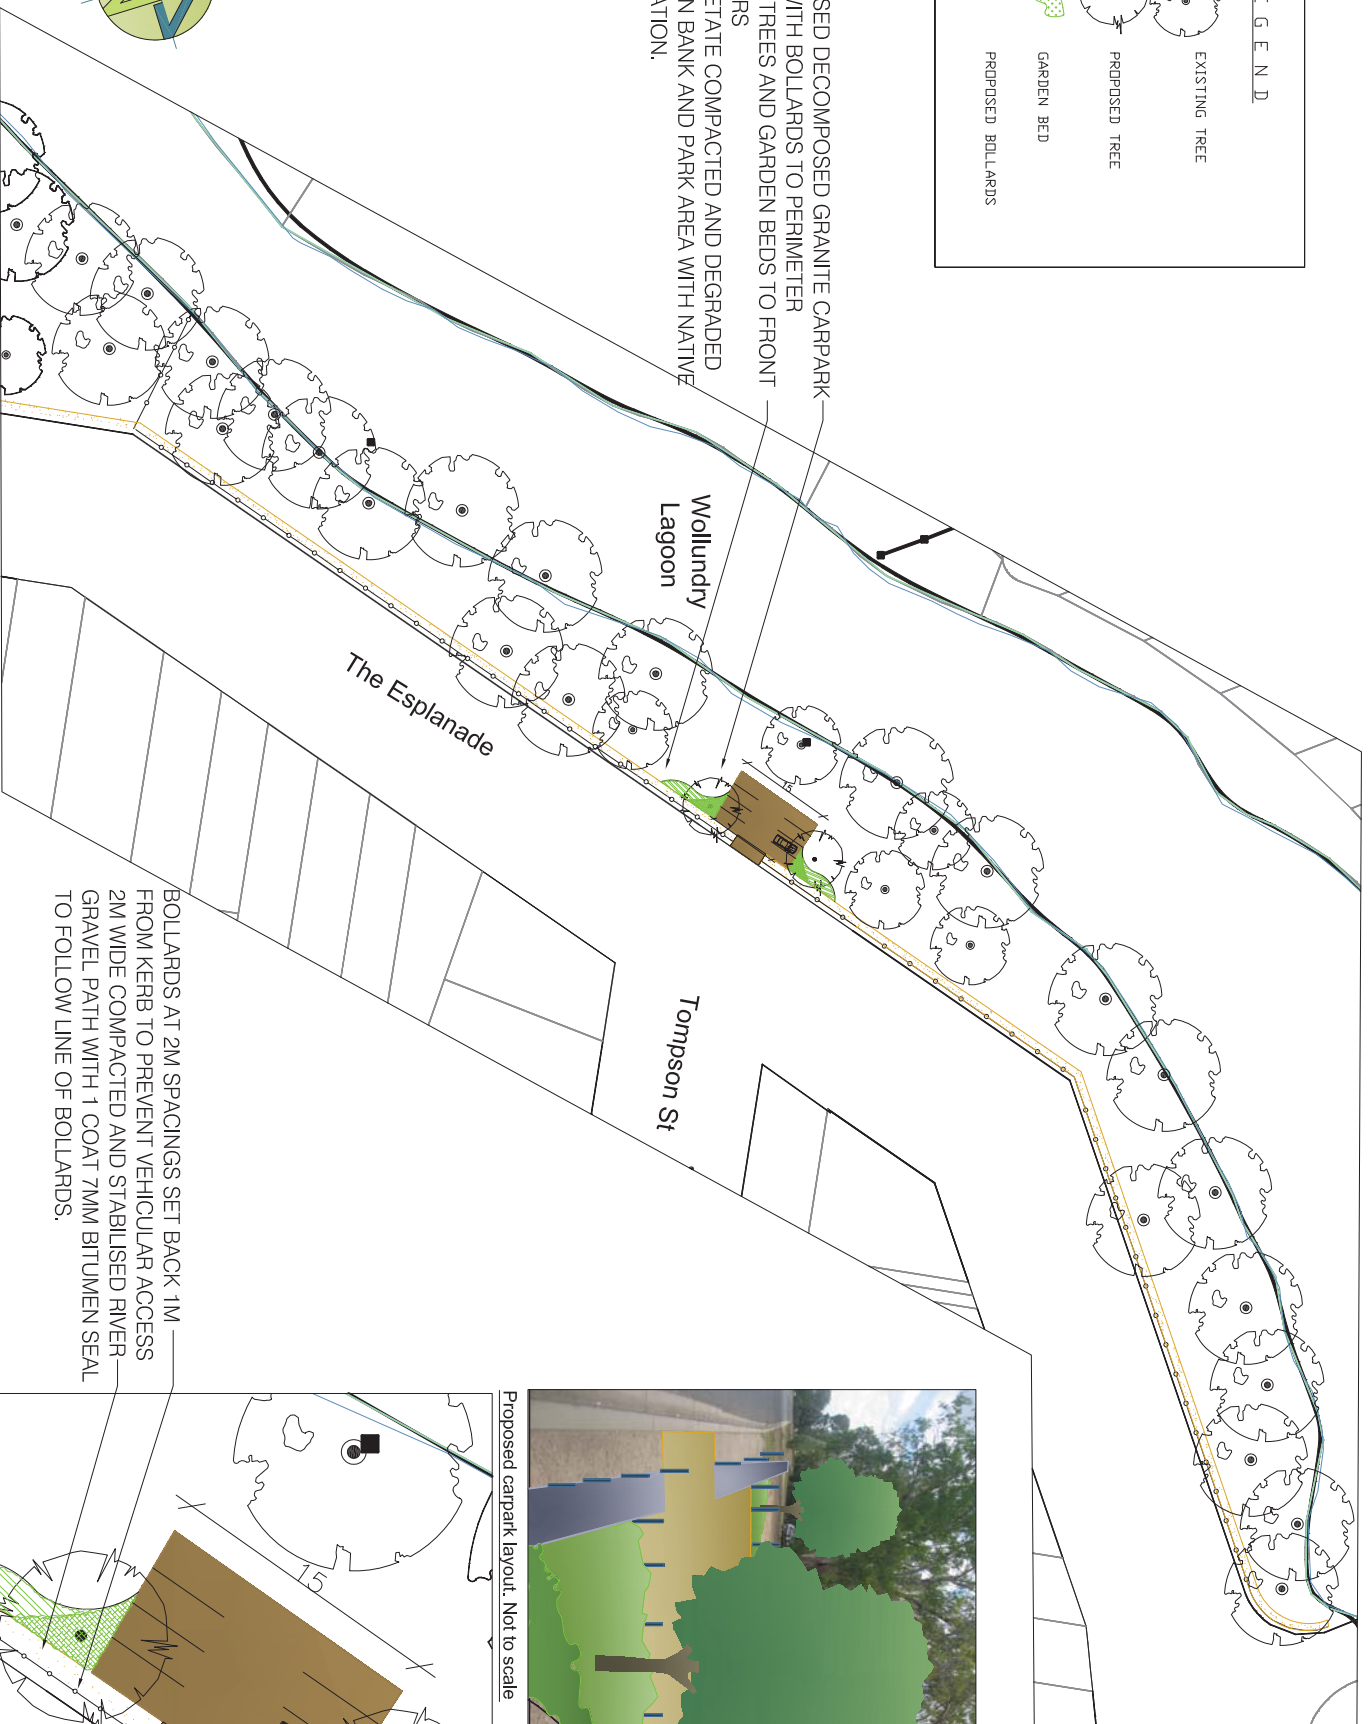 GEND
EXISTING TREE
PROPOSED TREE
GARDEN BED
PROPOSED BOLLARDS
SED DECOMPOSED GRANITE CARPARK
WITH BOLLARDS TO PERIMETER
TREES AND GARDEN BEDS TO FRONT
RS
ETATE COMPACTED AND DEGRADED
N BANK AND PARK AREA WITH NATIVE
ATION.
Wollundry
Lagoon
The Esplanade
15
Tompson St
BOLLARDS AT 2M SPACINGS SET BACK 1M
FROM KERB TO PREVENT VEHICULAR ACCESS
2M WIDE COMPACTED AND STABILISED RIVER
GRAVEL PATH WITH 1 COAT 7MM BITUMEN SEAL
TO FOLLOW LINE OF BOLLARDS.
Proposed carpark layout. Not to scale
15